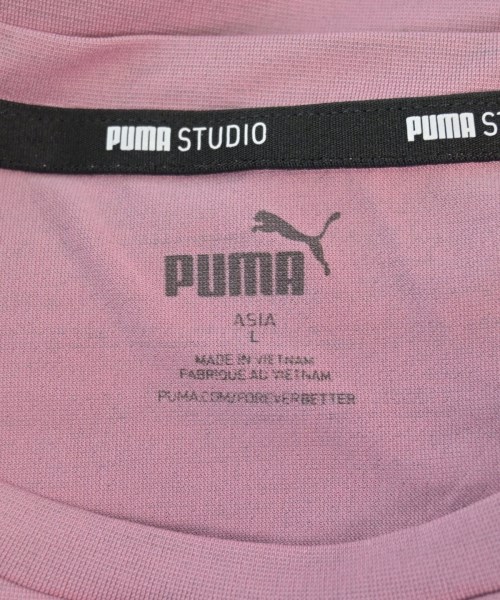 PUMA STUDIO PUMA ST
PUMA
ASIA
L
MADE IN VIETNAM
FABRIQUE AU VIETNAM
PUMA.COM/FOREVERBETTER